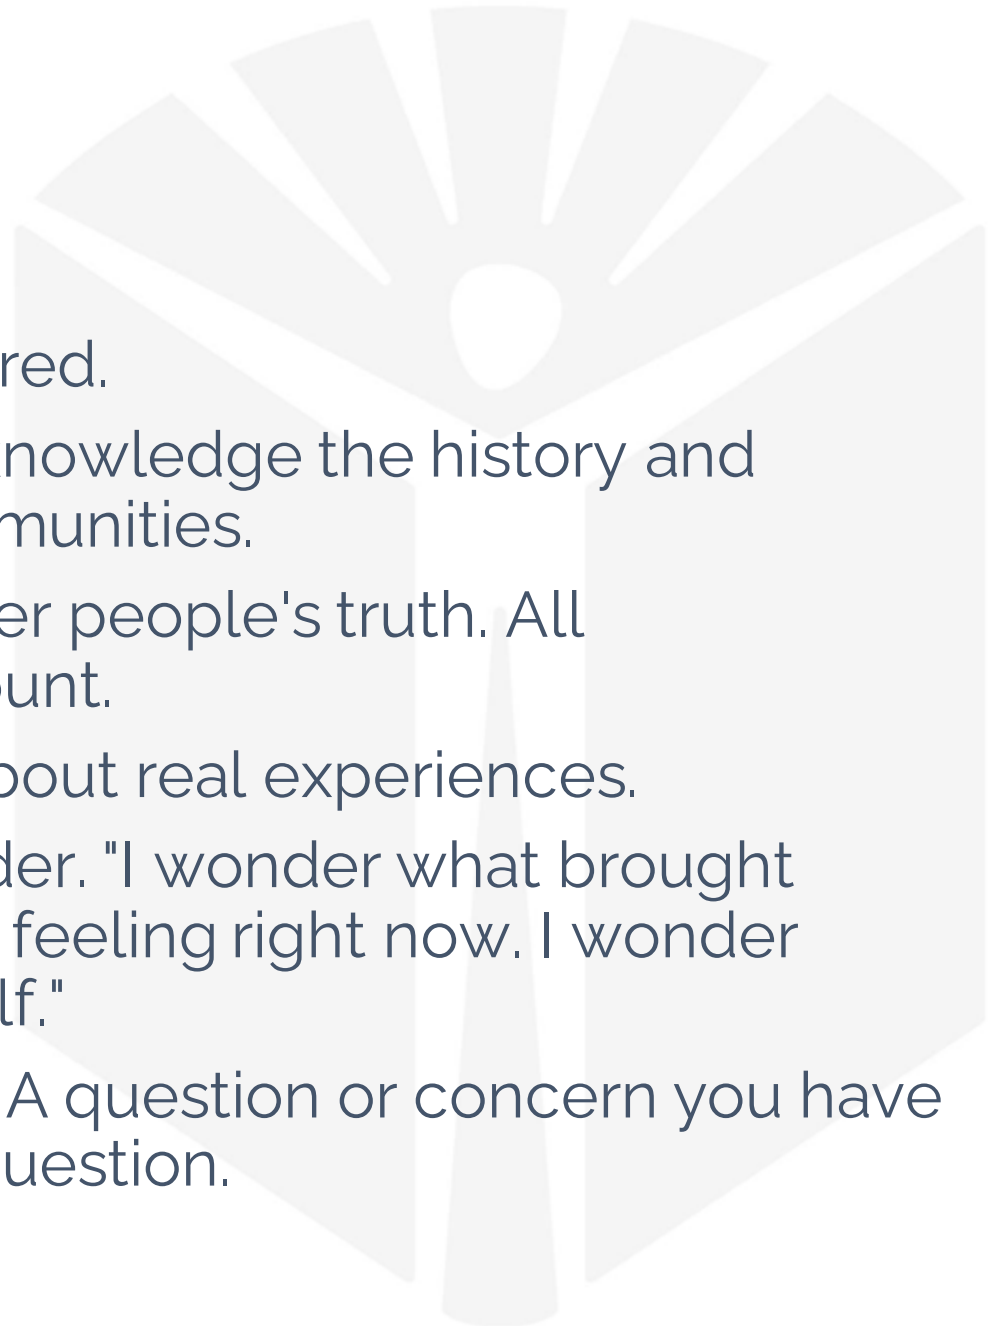 red.
nowledge the history and
munities.
er people's truth. All
ount.
bout real experiences.
der. "I wonder what brought
feeling right now. I wonder
lf."
A question or concern you have
uestion.